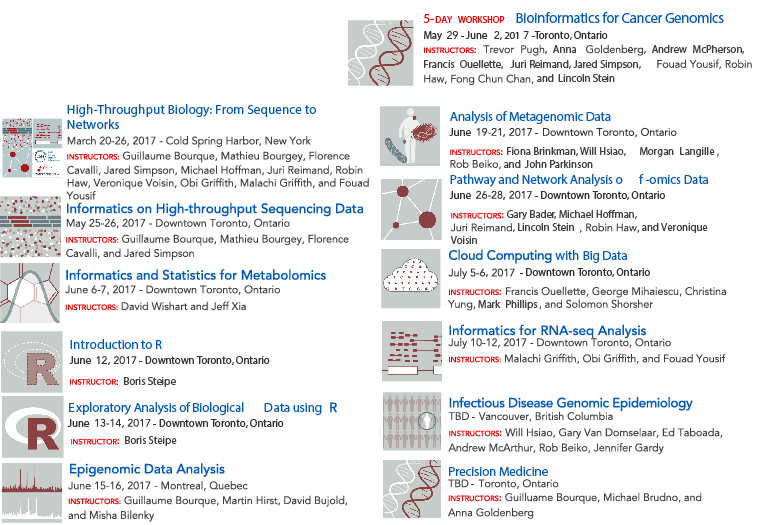 5-DAY WORKSHOP Bioinformatics for Cancer Genomics
May 29 - June 2, 2017 -Toronto, Ontario
INSTRUCTORS: Trevor Pugh, Anna Goldenberg, Andrew McPherson,
Francis Ouellette, Juri Reimand, Jared Simpson, Fouad Yousif, Robin
Haw, Fong Chun Chan, and Lincoln Stein
High-Throughput Biology: From Sequence to
Networks
March 20-26, 2017 - Cold Spring Harbor, New York
INSTRUCTORS: Guillaume Bourque, Mathieu Bourgey, Florence
Cavalli, Jared Simpson, Michael Hoffman, Juri Reimand, Robin
Haw, Veronique Voisin, Obi Griffith, Malachi Griffith, and Fouad
Yousif
Informatics on High-throughput Sequencing Data
May 25-26, 2017 - Downtown Toronto, Ontario
INSTRUCTORS: Guillaume Bourque, Mathieu Bourgey, Florence
Cavalli, and Jared Simpson
Informatics and Statistics for Metabolomics
June 6-7, 2017 - Downtown Toronto, Ontario
INSTRUCTORS: David Wishart and Jeff Xia
Introduction to R
June 12, 2017 - Downtown Toronto, Ontario
INSTRUCTOR: Boris Steipe
R
Exploratory Analysis of Biological Data using R
June 13-14, 2017 - Downtown Toronto, Ontario
INSTRUCTOR: Boris Steipe
R
Epigenomic Data Analysis
June 15-16, 2017 - Montreal, Quebec
INSTRUCTORS: Guillaume Bourque, Martin Hirst, David Bujold,
and Misha Bilenky
Analysis of Metagenomic Data
June 19-21, 2017 - Downtown Toronto, Ontario
INSTRUCTORS: Fiona Brinkman, Will Hsiao, Morgan Langille ,
Rob Beiko, and John Parkinson
Pathway and Network Analysis o f -omics Data
June 26-28, 2017 - Downtown Toronto, Ontario
INSTRUCTORS: Gary Bader, Michael Hoffman,
Juri Reimand, Lincoln Stein , Robin Haw, and Veronique
Voisin
Cloud Computing with Big Data
July 5-6, 2017 - Downtown Toronto, Ontario
INSTRUCTORS: Francis Ouellette, George Mihaiescu, Christina
Yung, Mark Phillips, and Solomon Shorsher
Informatics for RNA-seq Analysis
July 10-12, 2017 - Downtown Toronto, Ontario
INSTRUCTORS: Malachi Griffith, Obi Griffith, and Fouad Yousif
Infectious Disease Genomic Epidemiology
TBD - Vancouver, British Columbia
INSTRUCTORS: Will Hsiao, Gary Van Domselaar, Ed Taboada,
Andrew McArthur, Rob Beiko, Jennifer Gardy
Precision Medicine
TBD - Toronto, Ontario
INSTRUCTORS: Guilluame Bourque, Michael Brudno, and
Anna Goldenberg